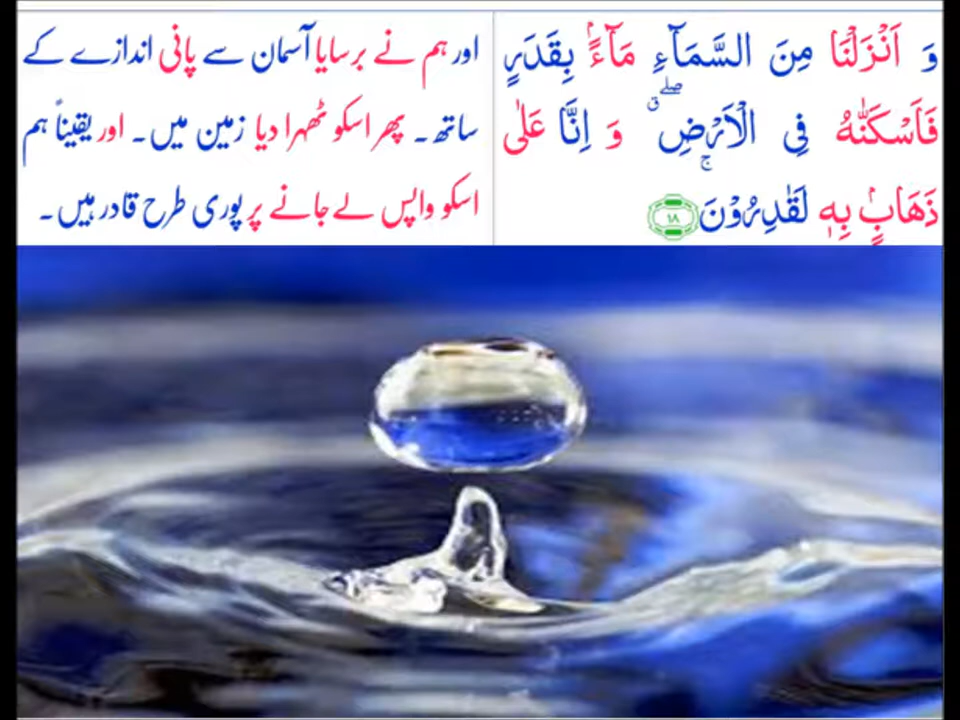 وَ اَنْزَلْنَا مِنَ السَّمَآءِ مَآءًۢ بِقَدَرٍ
فَاَسْكَنّٰهُ فِی الْاَرْضِ ۖۗ وَ اِنَّا عَلٰی
ذَهَابٍۭ بِهٖ لَقٰدِرُوْنَ ۚ ﴿۱۸﴾
اور ہم نے برسایا آسمان سے پانی اندازے کے
ساتھ۔ پھر اسکو ٹھہرا دیا زمین میں۔ اور یقیناً ہم
اسکو واپس لے جانے پر پوری طرح قادر ہیں۔